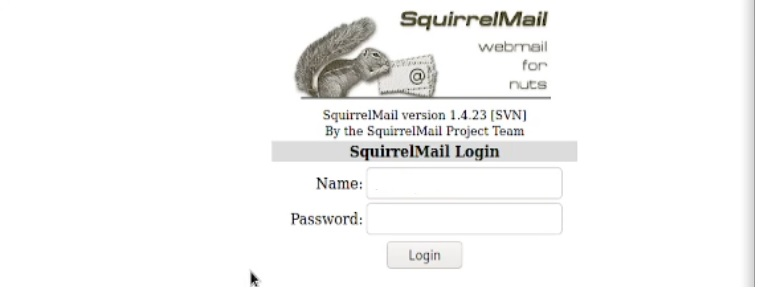 SquirrelMail
webmail
for
nuts
@
SquirrelMail version 1.4.23 [SVN]
By the SquirrelMail Project Team
SquirrelMail Login
Name:
Password:
Login